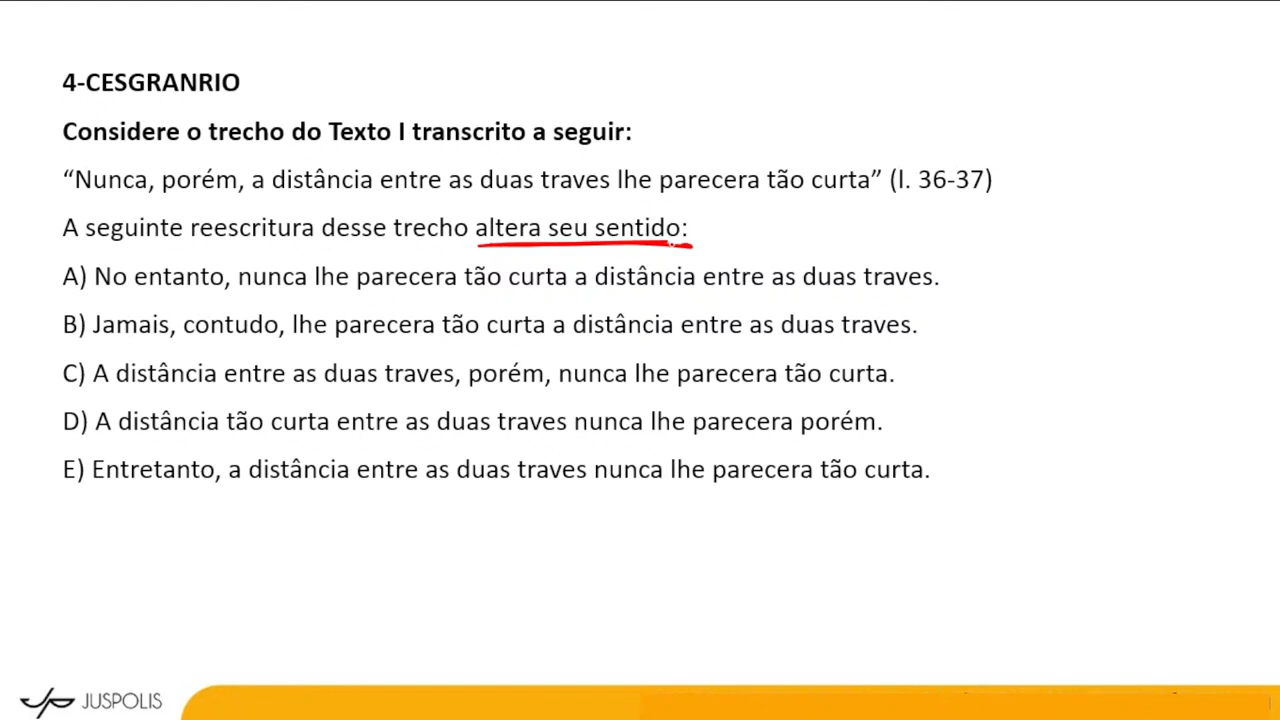 4-CESGRANRIO
Considere o trecho do Texto I transcrito a seguir:
“Nunca, porém, a distância entre as duas traves lhe parecera tão curta” (l. 36-37)
A seguinte reescritura desse trecho altera seu sentido:
A) No entanto, nunca lhe parecera tão curta a distância entre as duas traves.
B) Jamais, contudo, lhe parecera tão curta a distância entre as duas traves.
C) A distância entre as duas traves, porém, nunca lhe parecera tão curta.
D) A distância tão curta entre as duas traves nunca lhe parecera porém.
E) Entretanto, a distância entre as duas traves nunca lhe parecera tão curta.
JUSPOLIS